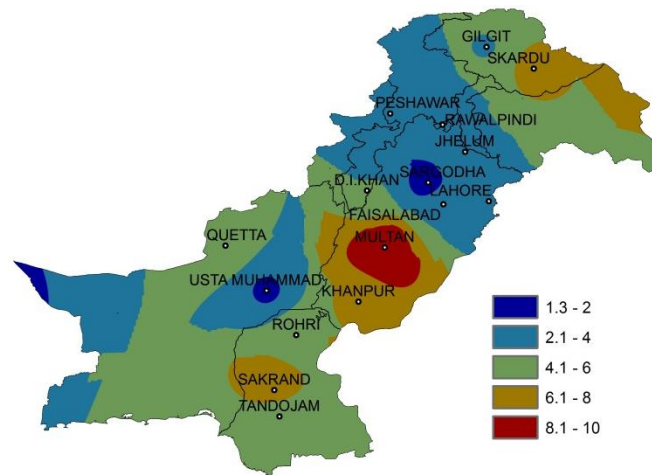 GILGIT
SKARDU
PESHAWAR
RAWALPINDI
JHELUM
SARGODHA
D.I.KHAN
LAHORE
FAISALABAD
QUETTA
MULTAN
USTA MUHAMMAD
KHANPUR
ROHRI
SAKRAND
TANDOJAM
1.3 - 2
2.1 - 4
4.1 - 6
6.1 - 8
8.1 - 10